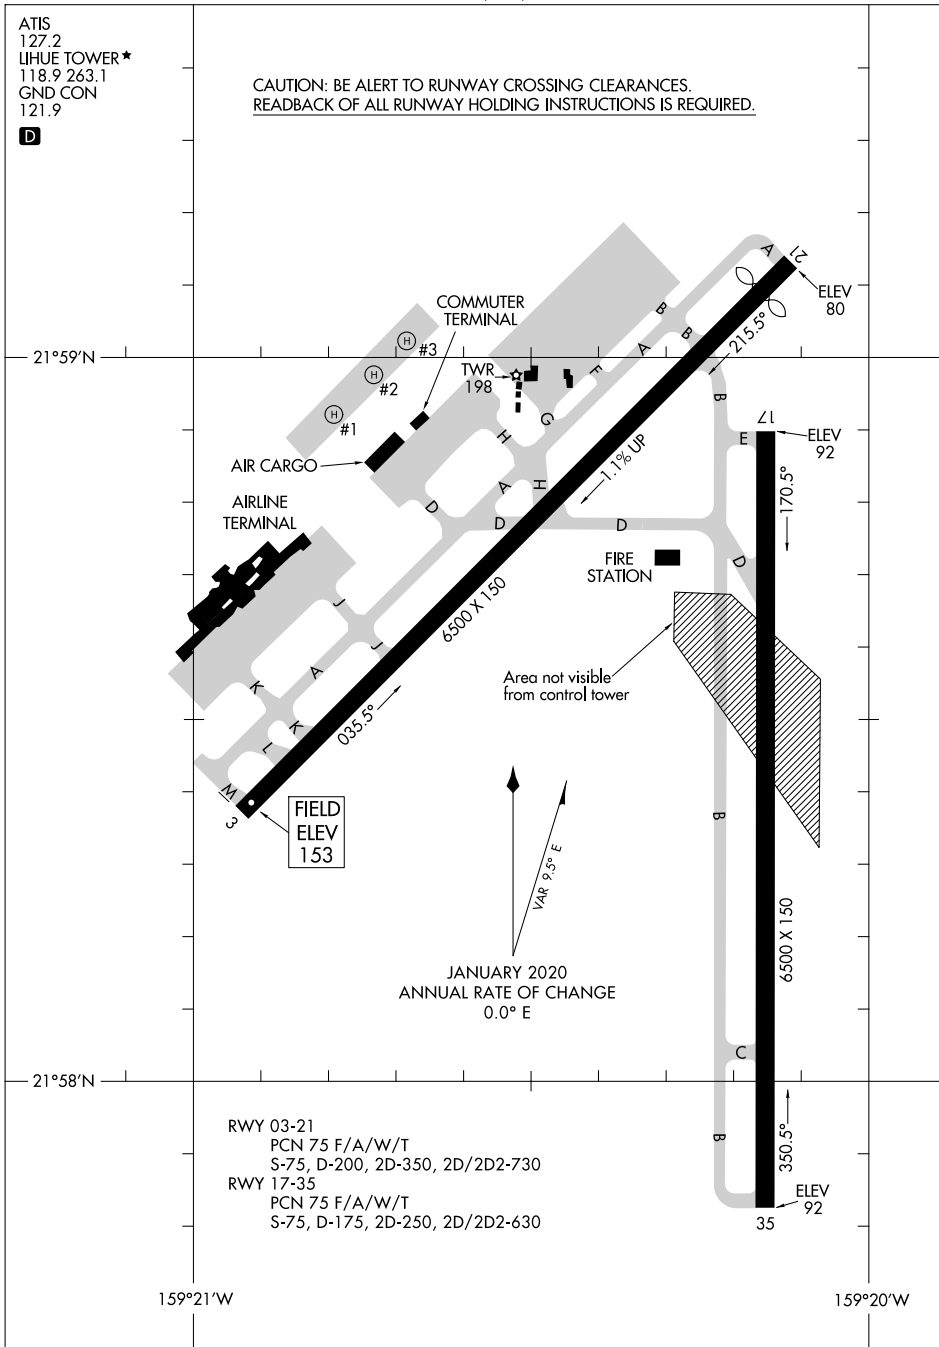 ATIS
127.2
LIHUE TOWER★
118.9 263.1
GND CON
121.9
D
CAUTION: BE ALERT TO RUNWAY CROSSING CLEARANCES.
READBACK OF ALL RUNWAY HOLDING INSTRUCTIONS IS REQUIRED.
A
21
ELEV
80
COMMUTER
TERMINAL
B
B
215.5°
21°59'N
H
#3
A
TWR
198
F
H
#2
B
H
#1
G
17
H
E
ELEV
92
AIR CARGO
1.1% UP
A
H
170.5°
AIRLINE
TERMINAL
D
D
D
D
FIRE
STATION
6500 X 150
J
J
A
Area not visible
from control tower
K
K
L
035.5°
M
3
FIELD
ELEV
153
B
VAR 9.5° E
6500 X 150
JANUARY 2020
ANNUAL RATE OF CHANGE
0.0° E
C
21°58'N
RWY 03-21
PCN 75 F/A/W/T
S-75, D-200, 2D-350, 2D/2D2-730
RWY 17-35
PCN 75 F/A/W/T
S-75, D-175, 2D-250, 2D/2D2-630
B
350.5°
ELEV
92
35
159°21'W
159°20'W